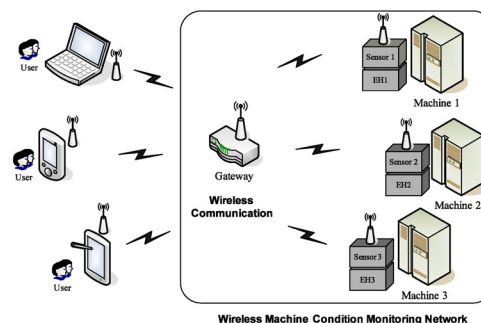 User
Sensor 1
EH1
Machine 1
User
Gateway
Wireless
Communication
Sensor 2
EH2
Machine 2
User
Sensor 3
EH3
Machine 3
Wireless Machine Condition Monitoring Network